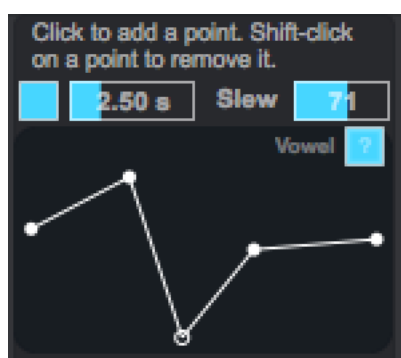 Click to add a point. Shift-click
on a point to remove it.
2.50 s Slew 71
Vowel ?